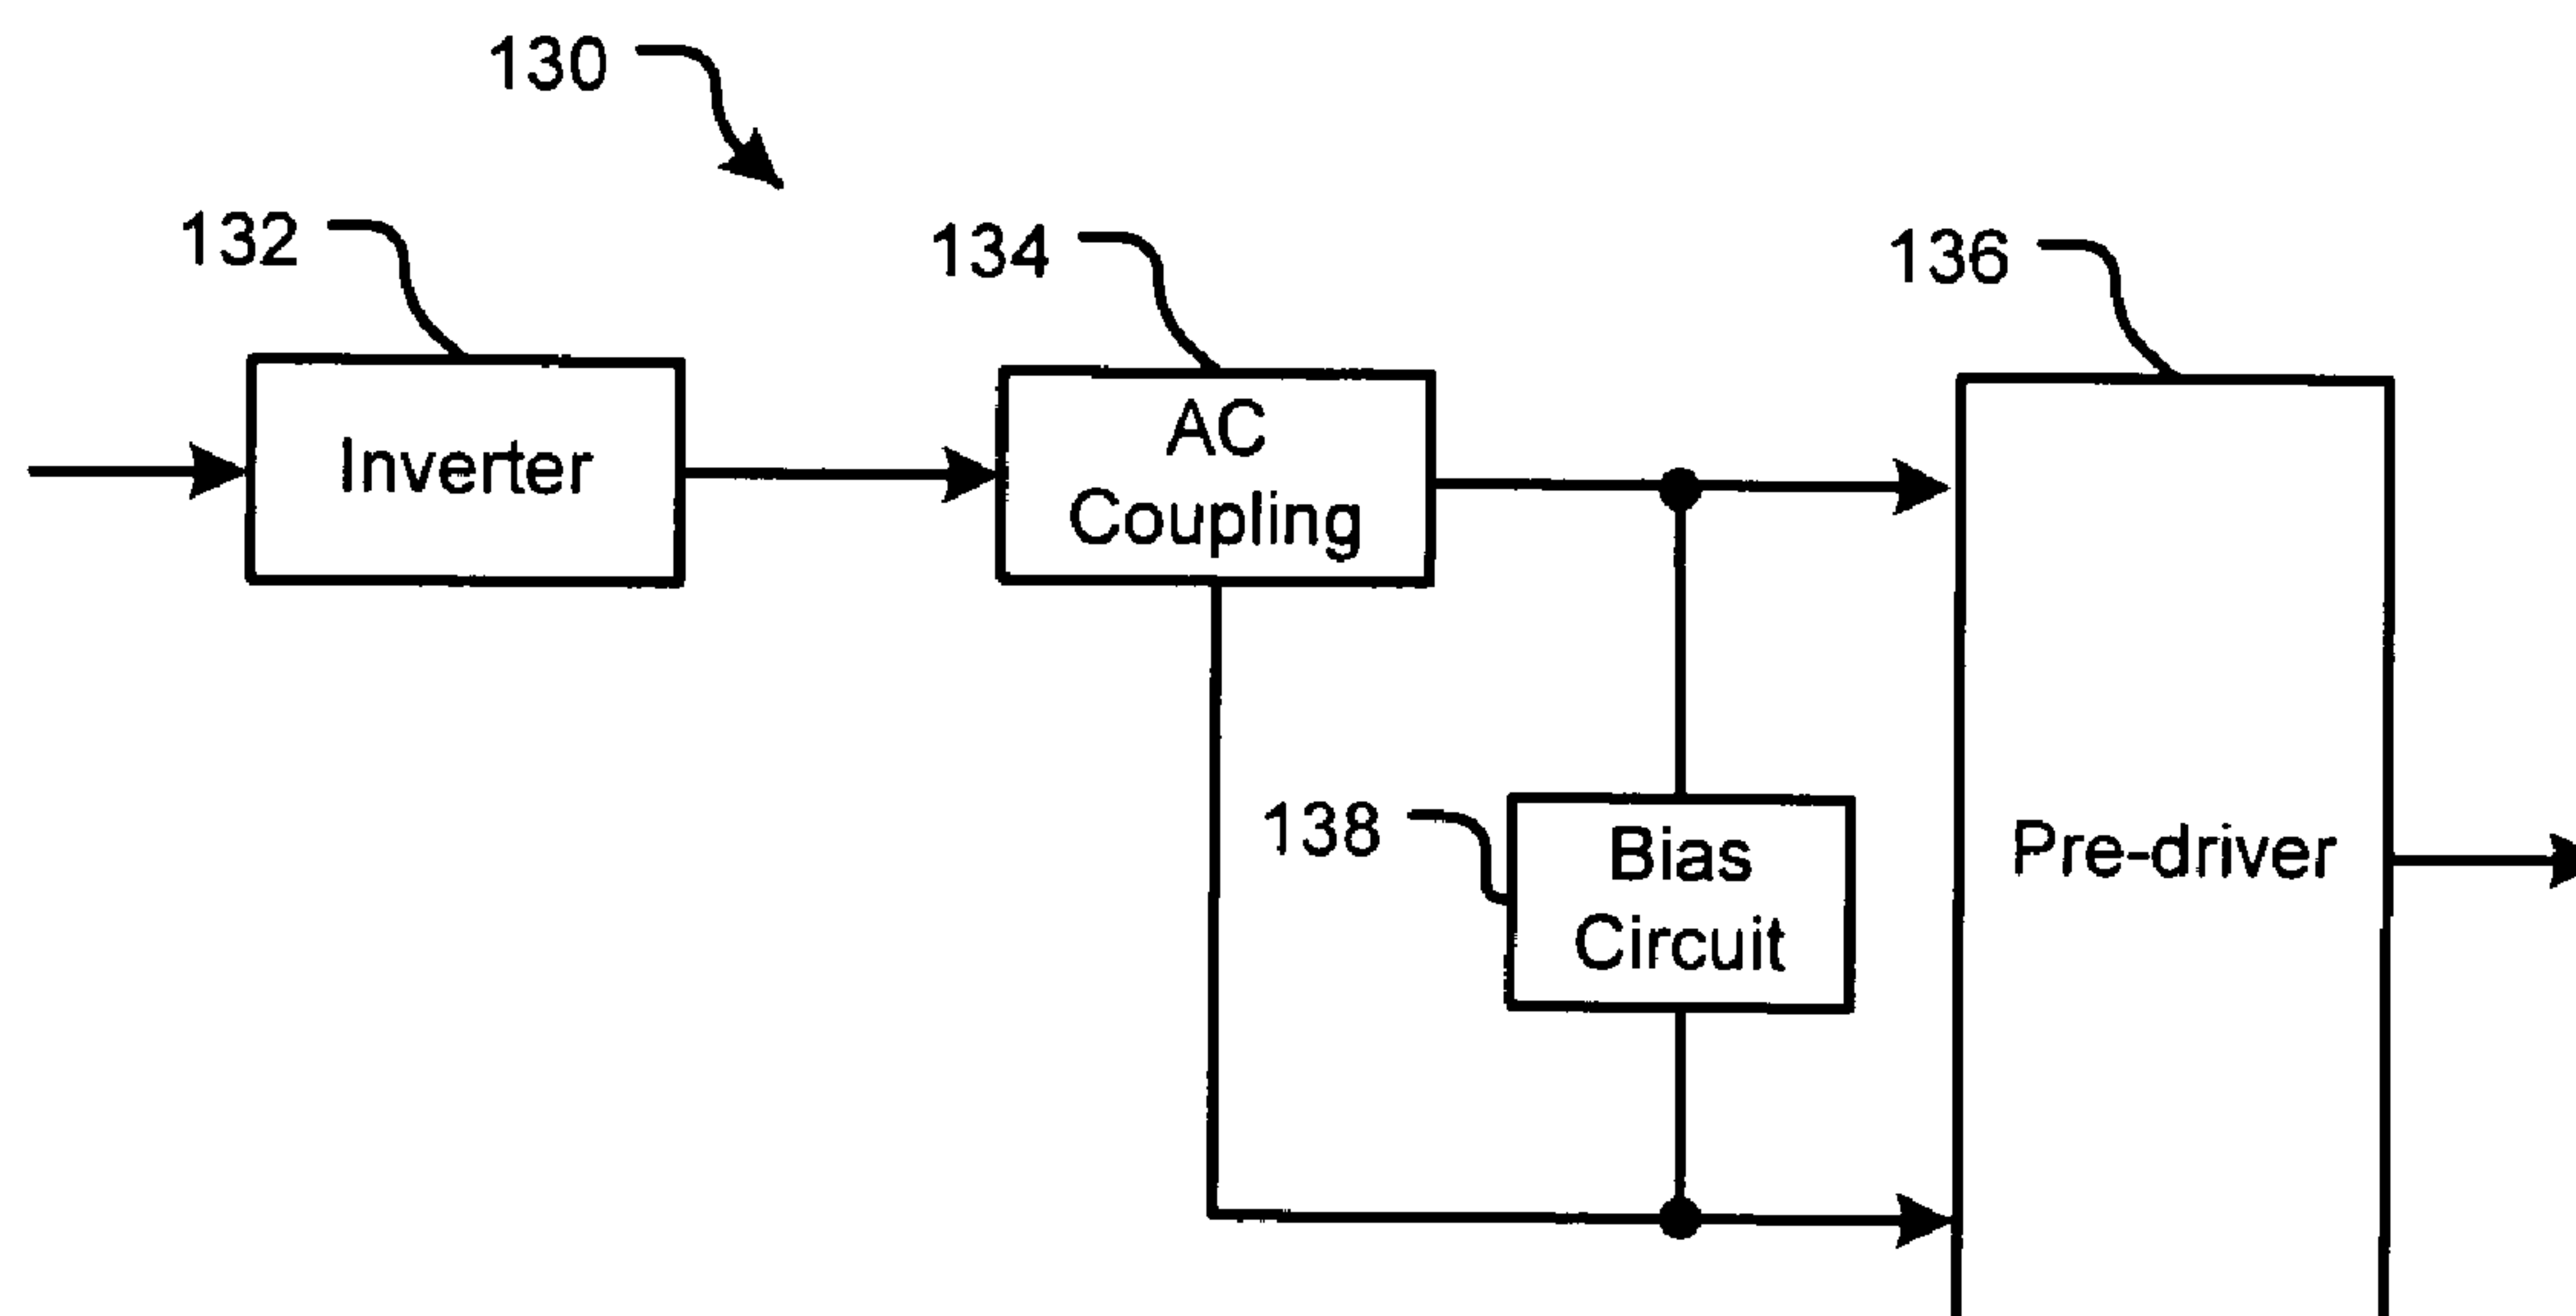 130
132
134
136
Inverter
AC
Coupling
138
Bias
Circuit
Pre-driver